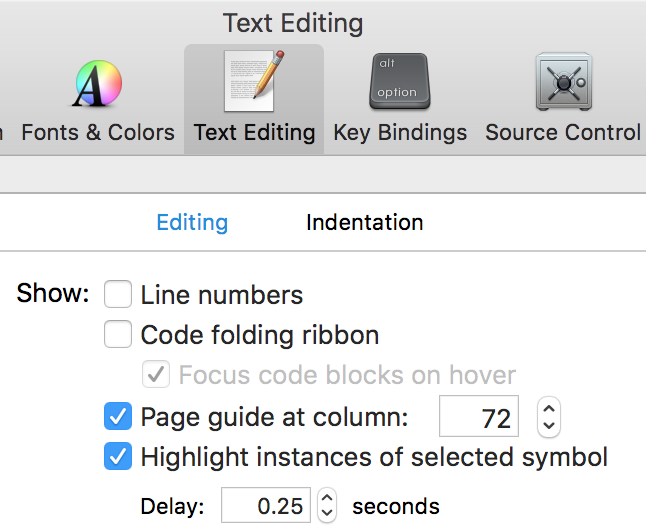 Text Editing
alt
option
n Fonts & Colors Text Editing Key Bindings Source Control
Editing Indentation
Show: Line numbers
Code folding ribbon
Focus code blocks on hover
Page guide at column: 72
Highlight instances of selected symbol
Delay: 0.25 seconds